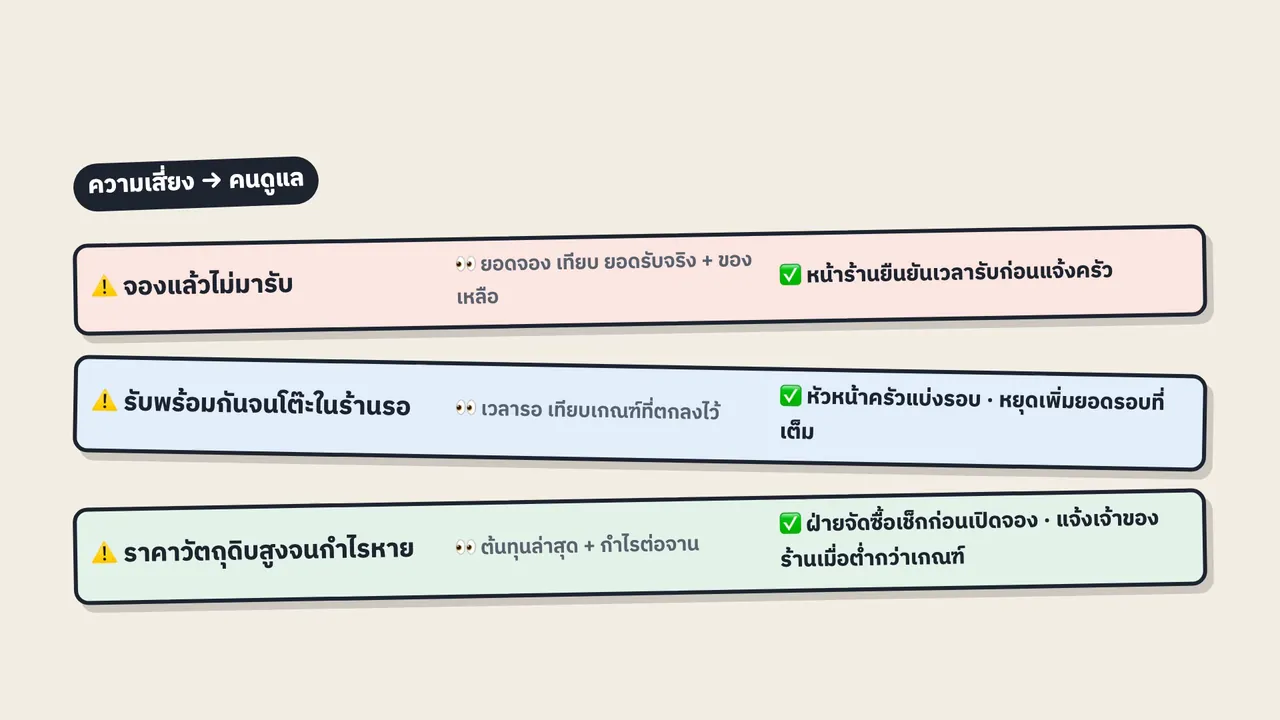 ความเสี่ยง → คนดูแล
⚠️ จองแล้วไม่มารับ
👀 ยอดจอง เทียบ ยอดรับจริง + ของ
เหลือ
✅ หน้าร้านยืนยันเวลารับก่อนแจ้งครัว
⚠️ รับพร้อมกันจนโต๊ะในร้านรอ
👀 เวลารอ เทียบเกณฑ์ที่ตกลงไว้
✅ หัวหน้าครัวแบ่งรอบ · หยุดเพิ่มยอดรอบที่
เต็ม
⚠️ ราคาวัตถุดิบสูงจนกำไรหาย
👀 ต้นทุนล่าสุด + กำไรต่อจาน
✅ ฝ่ายจัดซื้อเช็กก่อนเปิดจอง · แจ้งเจ้าของ
ร้านเมื่อต่ำกว่าเกณฑ์